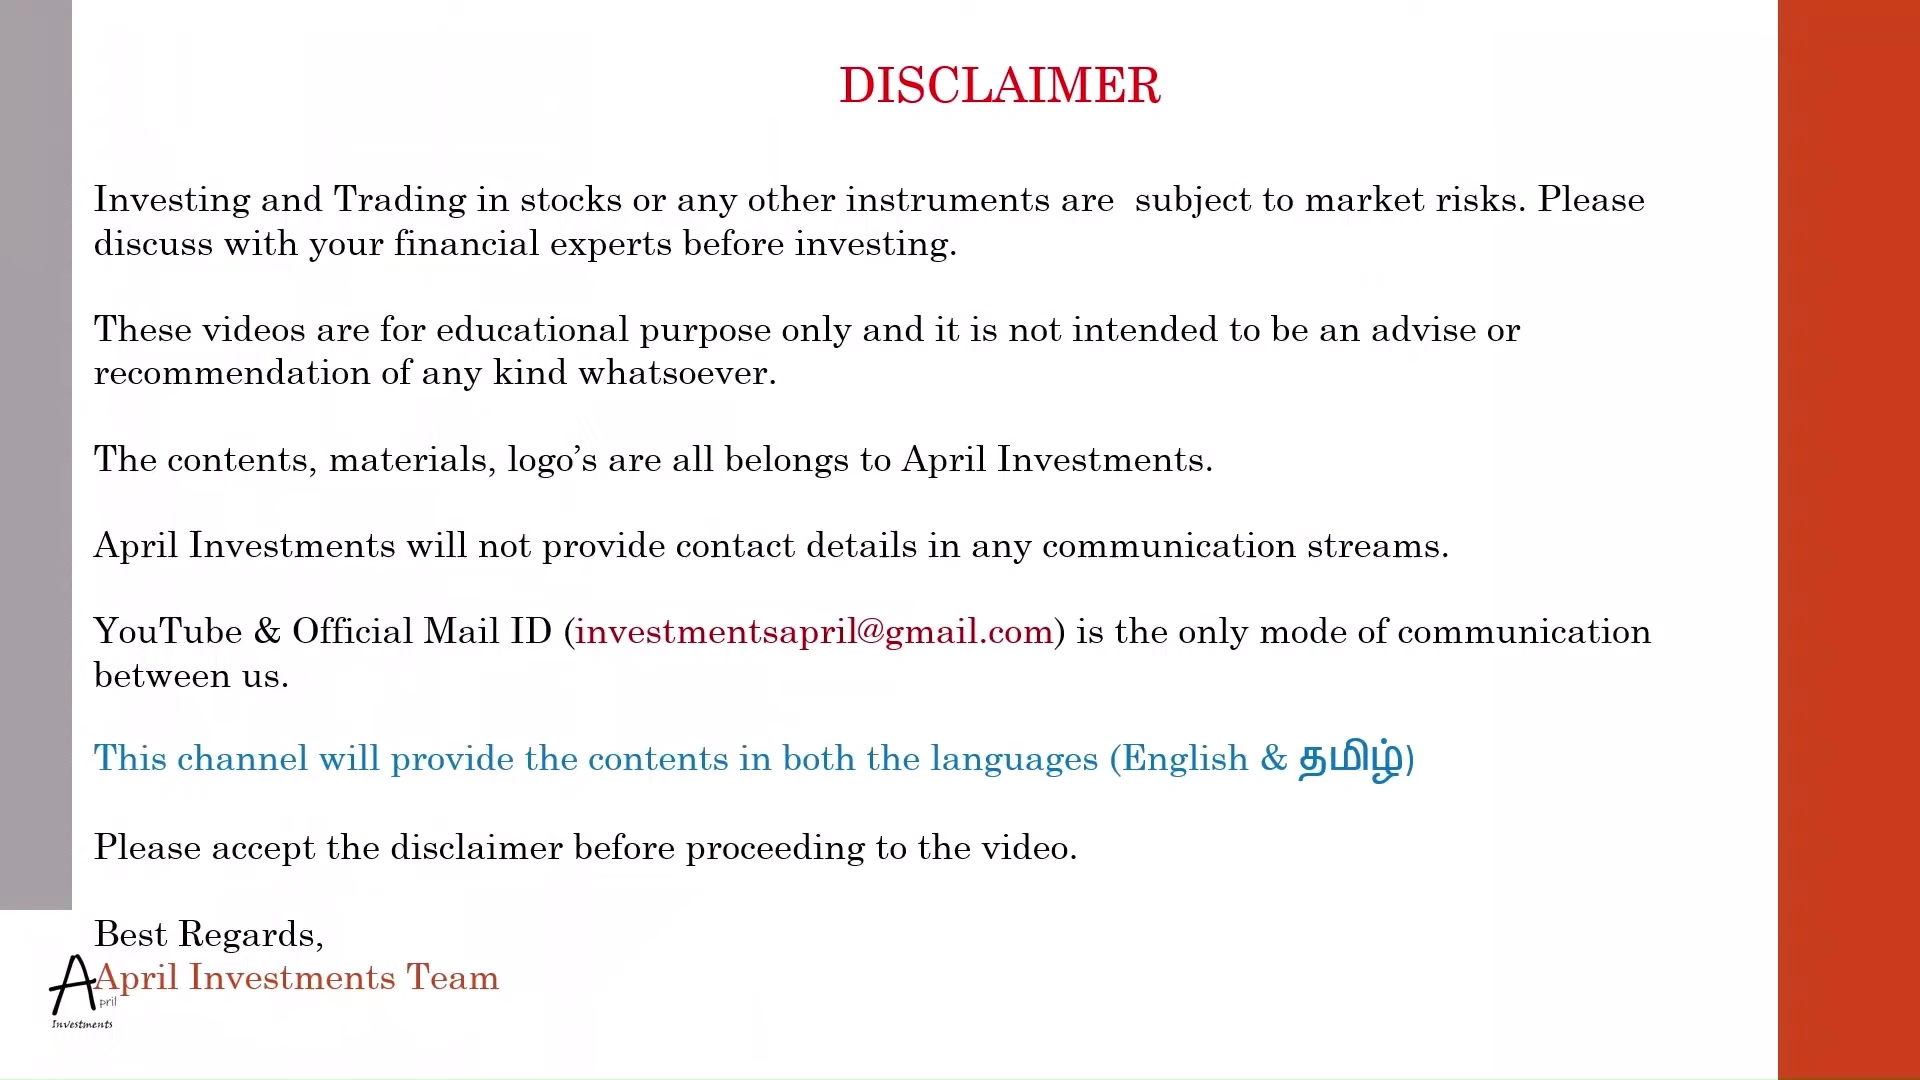 DISCLAIMER
Investing and Trading in stocks or any other instruments are  subject to market risks. Please
discuss with your financial experts before investing.
These videos are for educational purpose only and it is not intended to be an advise or
recommendation of any kind whatsoever.
The contents, materials, logo’s are all belongs to April Investments.
April Investments will not provide contact details in any communication streams.
YouTube & Official Mail ID (investmentsapril@gmail.com) is the only mode of communication
between us.
This channel will provide the contents in both the languages (English & தமிழ்)
Please accept the disclaimer before proceeding to the video.
Best Regards,
April Investments Team
April
Investments